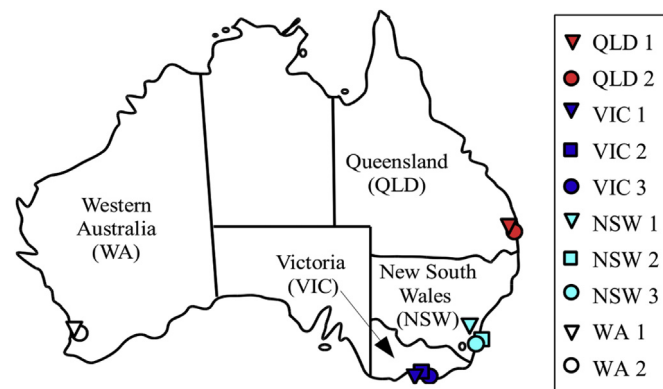 Western
Australia
(WA)
Queensland
(QLD)
Victoria
(VIC)
New South
Wales
(NSW)
QLD 1
QLD 2
VIC 1
VIC 2
VIC 3
NSW 1
NSW 2
NSW 3
WA 1
WA 2